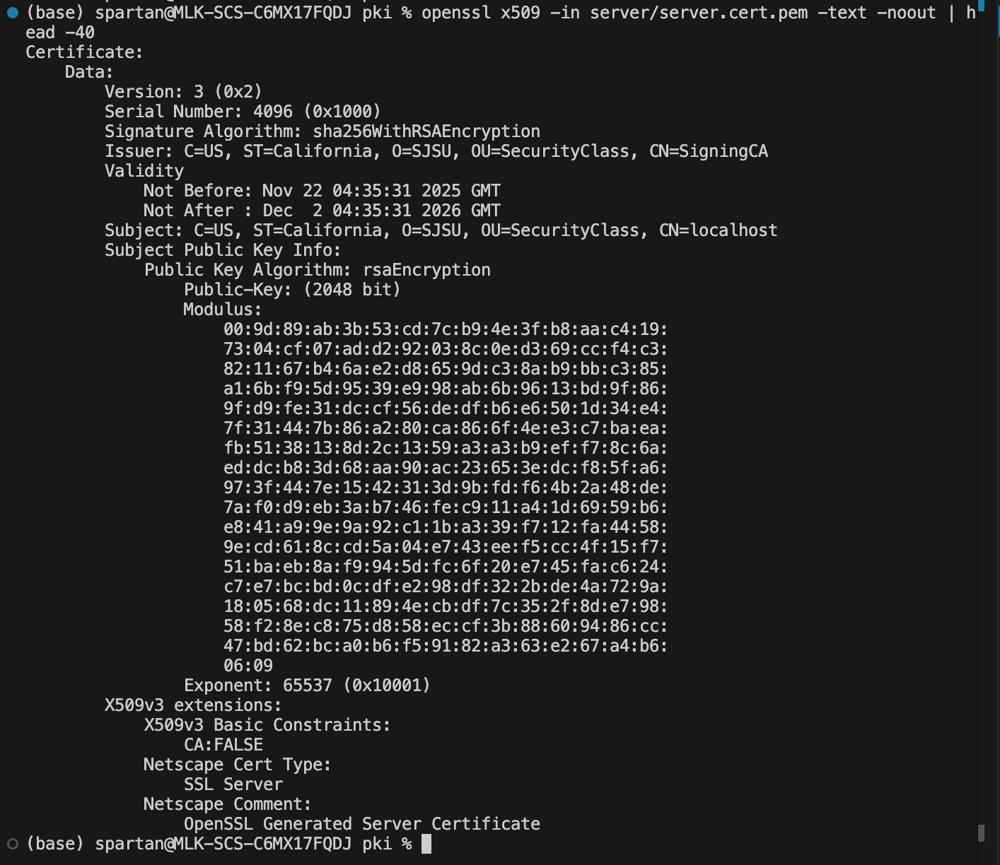 (base) spartan@MLK-SCS-C6MX17FQDJ pki % openssl x509 -in server/server.cert.pem -text -noout | h
ead -40
Certificate:
Data:
Version: 3 (0x2)
Serial Number: 4096 (0x1000)
Signature Algorithm: sha256WithRSAEncryption
Issuer: C=US, ST=California, O=SJSU, OU=SecurityClass, CN=SigningCA
Validity
Not Before: Nov 22 04:35:31 2025 GMT
Not After : Dec  2 04:35:31 2026 GMT
Subject: C=US, ST=California, O=SJSU, OU=SecurityClass, CN=localhost
Subject Public Key Info:
Public Key Algorithm: rsaEncryption
Public-Key: (2048 bit)
Modulus:
00:9d:89:ab:3b:53:cd:7c:b9:4e:3f:b8:aa:c4:19:
73:04:cf:07:ad:d2:92:03:8c:0e:d3:69:cc:f4:c3:
82:11:67:b4:6a:e2:d8:65:9d:c3:8a:b9:bb:c3:85:
a1:6b:f9:5d:95:39:e9:98:ab:6b:96:13:bd:9f:86:
9f:d9:fe:31:dc:cf:56:de:df:b6:e6:50:1d:34:e4:
7f:31:44:7b:86:a2:80:ca:86:6f:4e:e3:c7:ba:ea:
fb:51:38:13:8d:2c:13:59:a3:a3:b9:ef:f7:8c:6a:
ed:dc:b8:3d:68:aa:90:ac:23:65:3e:dc:f8:5f:a6:
97:3f:44:7e:15:42:31:3d:9b:fd:f6:4b:2a:48:de:
7a:f0:d9:eb:3a:b7:46:fe:c9:11:a4:1d:69:59:b6:
e8:41:a9:9e:9a:92:c1:1b:a3:39:f7:12:fa:44:58:
9e:cd:61:8c:cd:5a:04:e7:43:ee:f5:cc:4f:15:f7:
51:ba:eb:8a:f9:94:5d:fc:6f:20:e7:45:fa:c6:24:
c7:e7:bc:bd:0c:df:e2:98:df:32:2b:de:4a:72:9a:
18:05:68:dc:11:89:4e:cb:df:7c:35:2f:8d:e7:98:
58:f2:8e:c8:75:d8:58:ec:cf:3b:88:60:94:86:cc:
47:bd:62:bc:a0:b6:f5:91:82:a3:63:e2:67:a4:b6:
06:09
Exponent: 65537 (0x10001)
X509v3 extensions:
X509v3 Basic Constraints:
CA:FALSE
Netscape Cert Type:
SSL Server
Netscape Comment:
OpenSSL Generated Server Certificate
(base) spartan@MLK-SCS-C6MX17FQDJ pki %